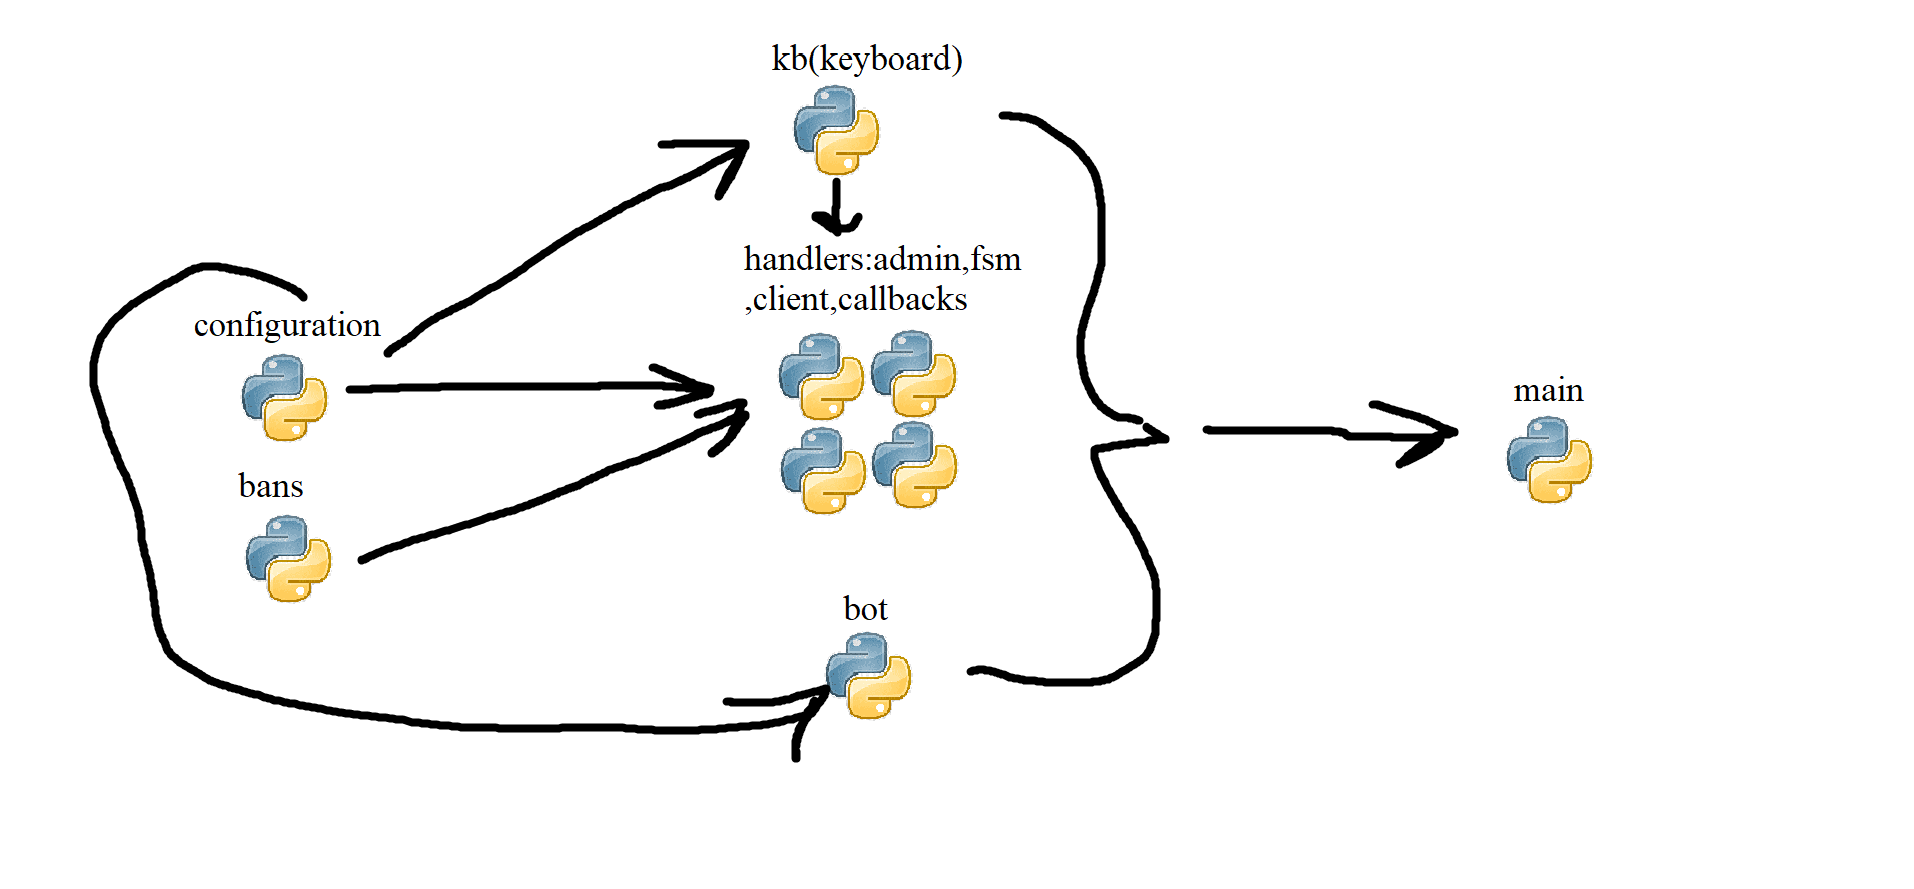 kb(keyboard)
handlers:admin,fsm
,client,callbacks
configuration
bans
bot
main